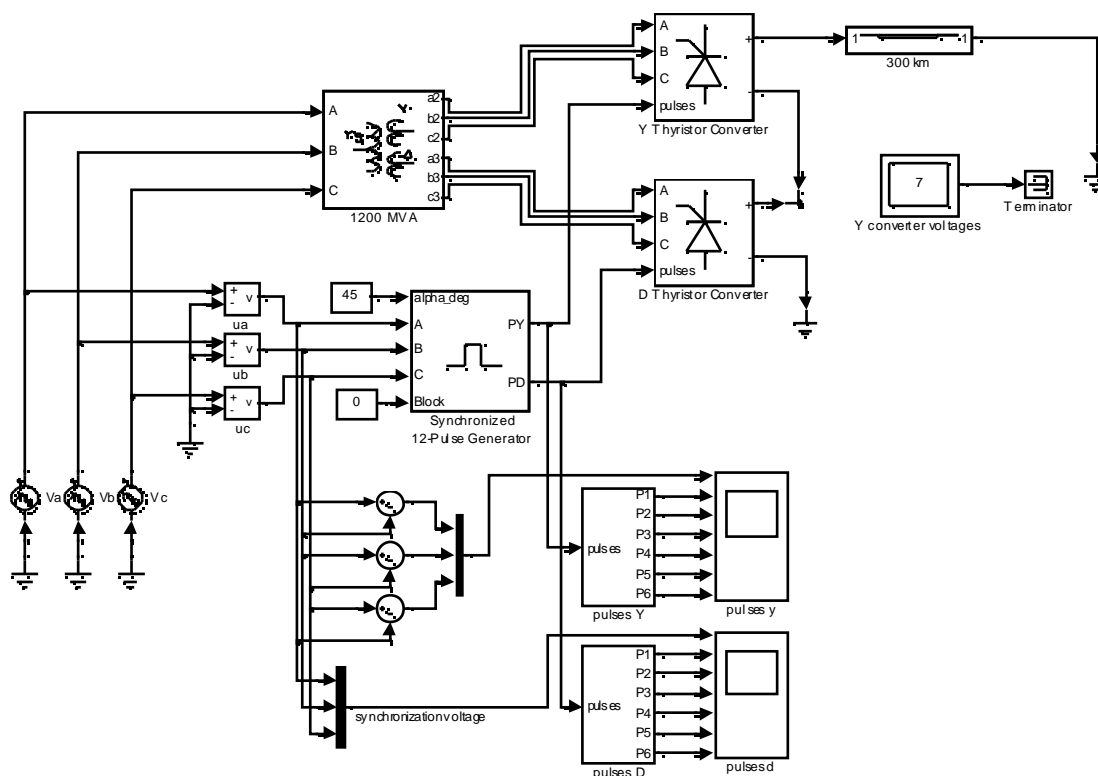 A
B
C
pulses
+
-
Y Thyristor Converter
1
1
300 km
A
B
C
a2
b2
c2
a3
b3
c3
1200 MVA
A
B
C
pulses
+
-
D Thyristor Converter
7
Y converter voltages
Terminator
+
-
v
ua
+
-
v
ub
+
-
v
uc
45
0
alpha_deg
A
B
C
Block
PY
PD
Synchronized
12-Pulse Generator
Va
Vb
Vc
pulses
P1
P2
P3
P4
P5
P6
pulses Y
pulses y
synchronization voltage
pulses
P1
P2
P3
P4
P5
P6
pulses D
pulses d